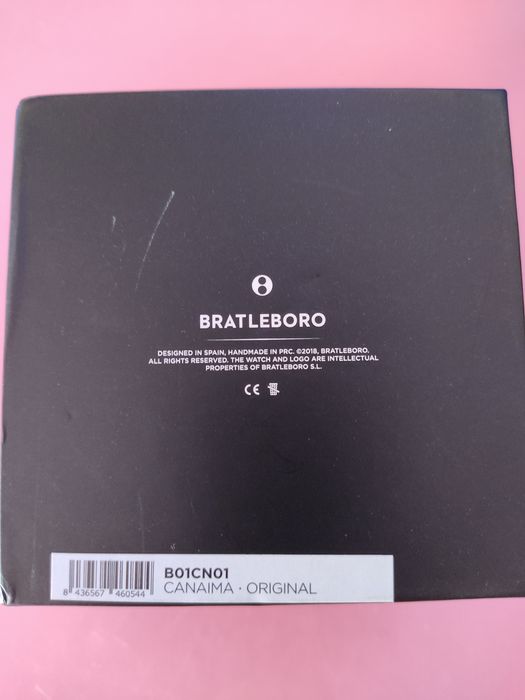 BRATLEBORO
DESIGNED IN SPAIN, HANDMADE IN PRC. ©2018, BRATLEBORO.
ALL RIGHTS RESERVED. THE WATCH AND LOGO ARE INTELLECTUAL
PROPERTIES OF BRATLEBORO S.L.
CE
B01CN01
CANAIMA · ORIGINAL
8 436567 460544